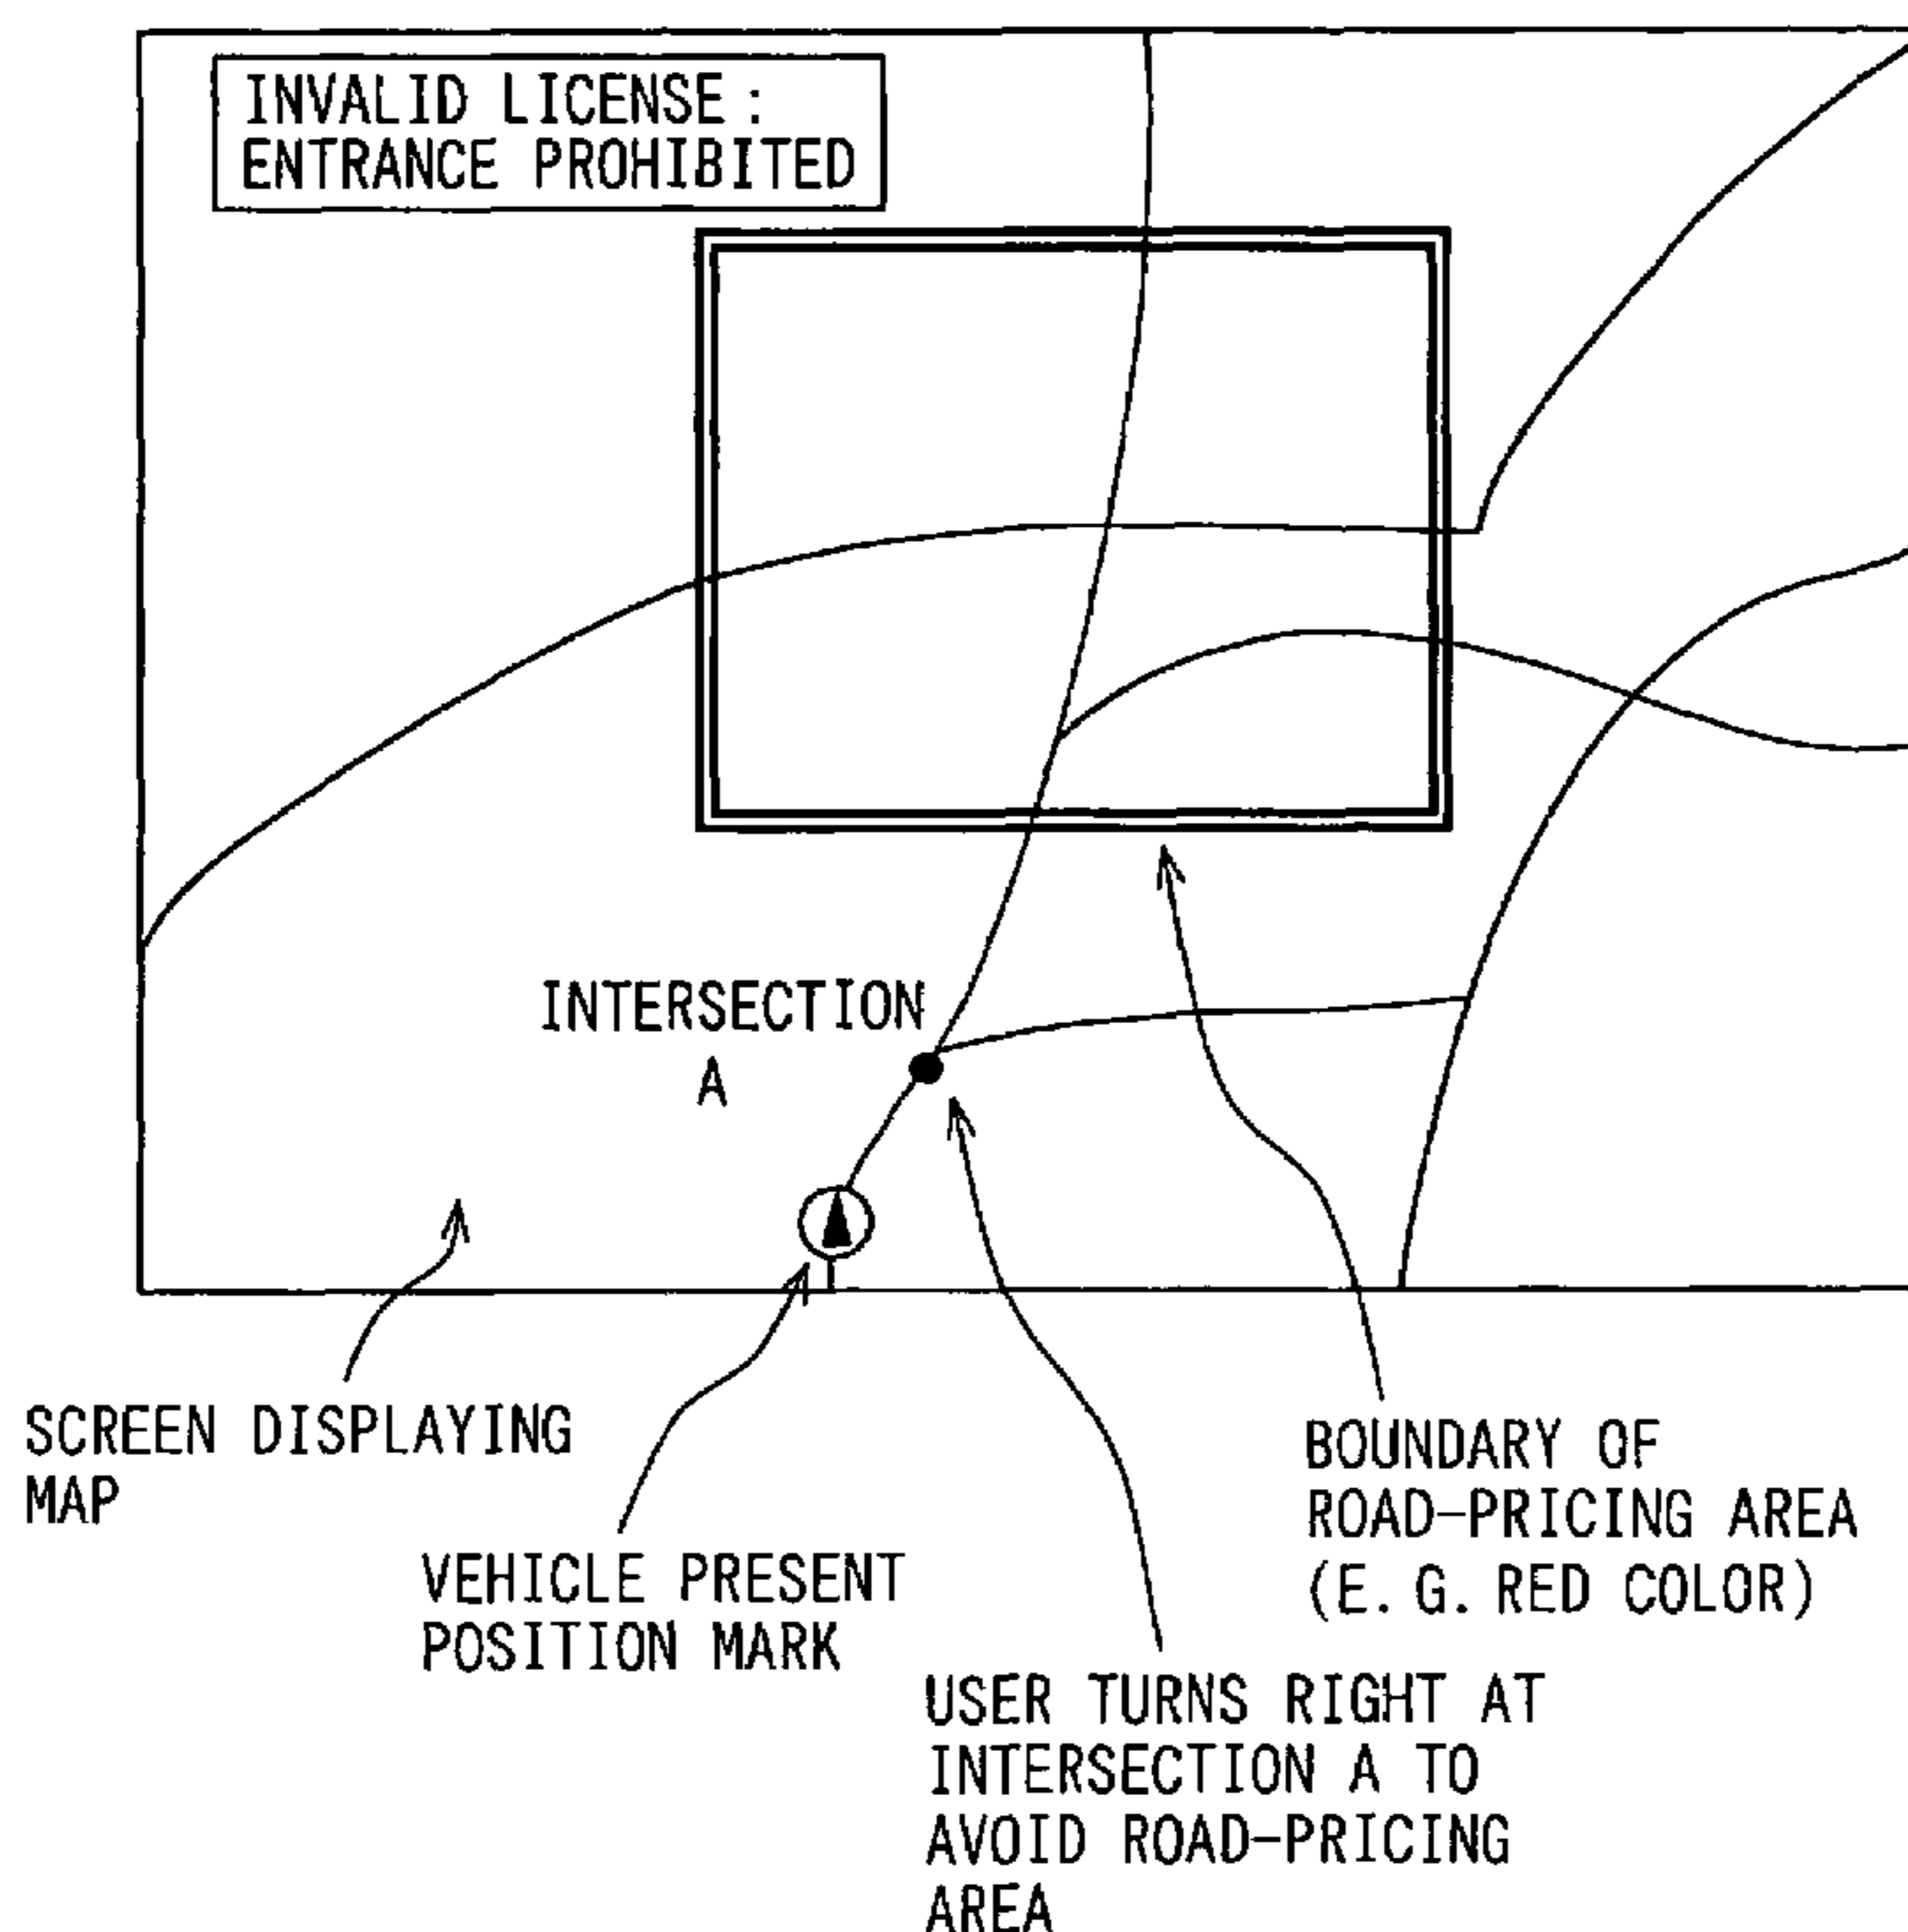 INVALID LICENSE :
ENTRANCE PROHIBITED
INTERSECTION
A
SCREEN DISPLAYING
MAP
VEHICLE PRESENT
POSITION MARK
BOUNDARY OF
ROAD-PRICING AREA
(E. G. RED COLOR)
USER TURNS RIGHT AT
INTERSECTION A TO
AVOID ROAD-PRICING
AREA